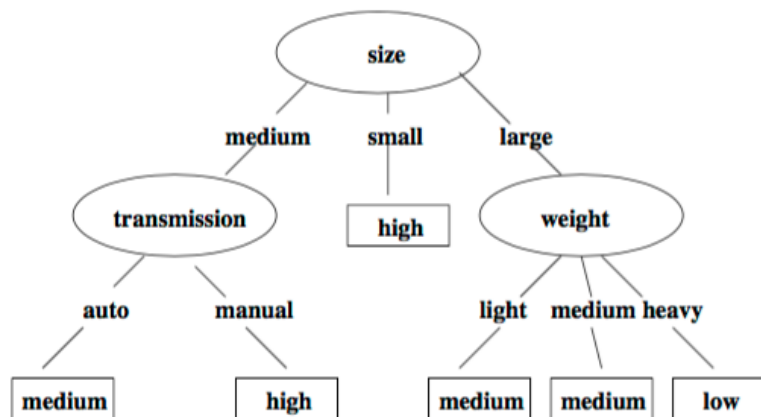 size
medium small large
transmission high weight
auto manual light medium heavy
medium high medium medium low